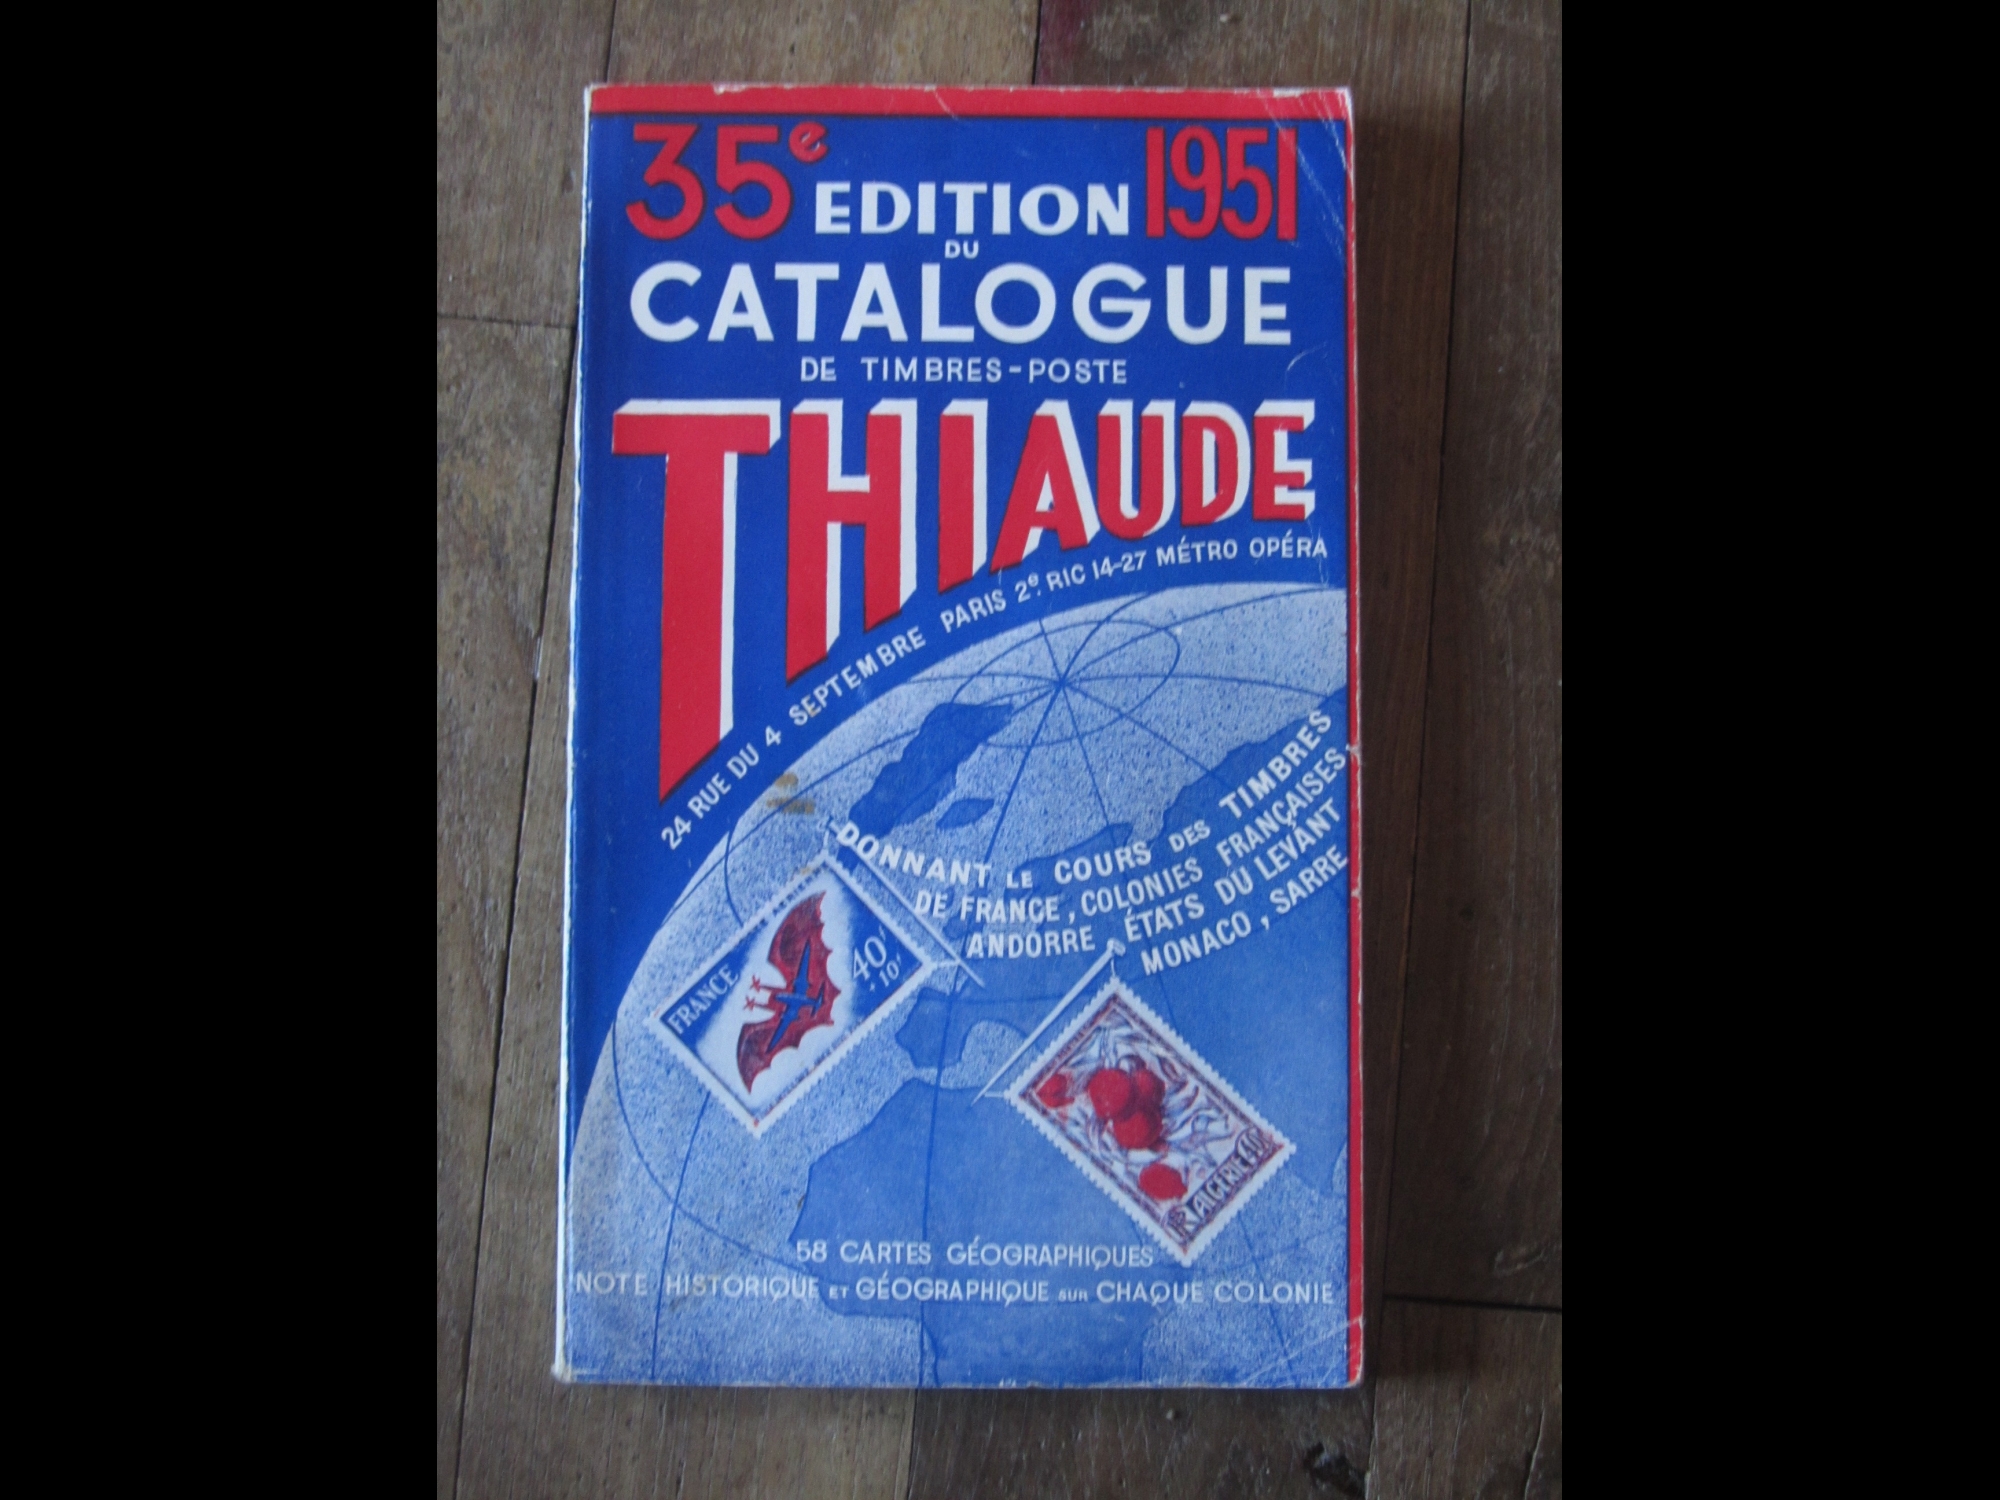 35e EDITION 1951
DU
CATALOGUE
DE TIMBRES-POSTE
THIAUDE
24 RUE DU 4 SEPTEMBRE PARIS 2e. RIC 14-27 MÉTRO OPÉRA
DONNANT LE COURS DES TIMBRES
DE FRANCE, COLONIES FRANÇAISES,
ANDORRE, ÉTATS DU LEVANT
MONACO, SARRE
FRANCE
40f
+10f
ALGERIE
58 CARTES GÉOGRAPHIQUES
NOTE HISTORIQUE ET GÉOGRAPHIQUE SUR CHAQUE COLONIE